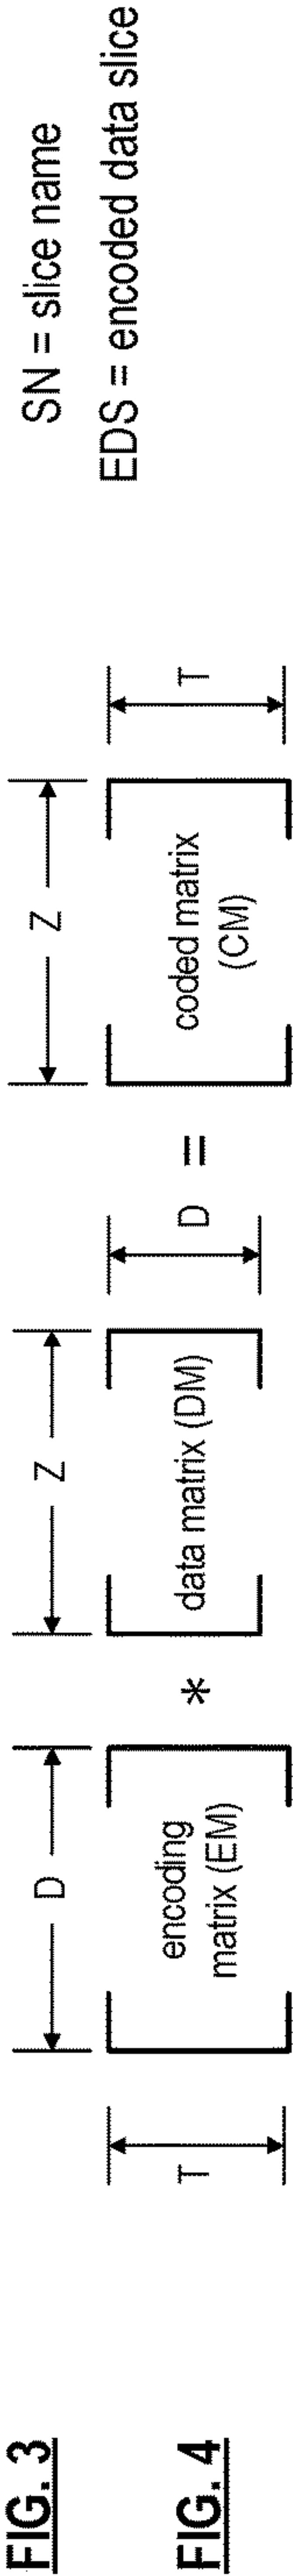 FIG. 3
SN = slice name
EDS = encoded data slice
FIG. 4
D
Z
Z
T
encoding
matrix (EM)
*
data matrix (DM)
D
=
coded matrix
(CM)
T